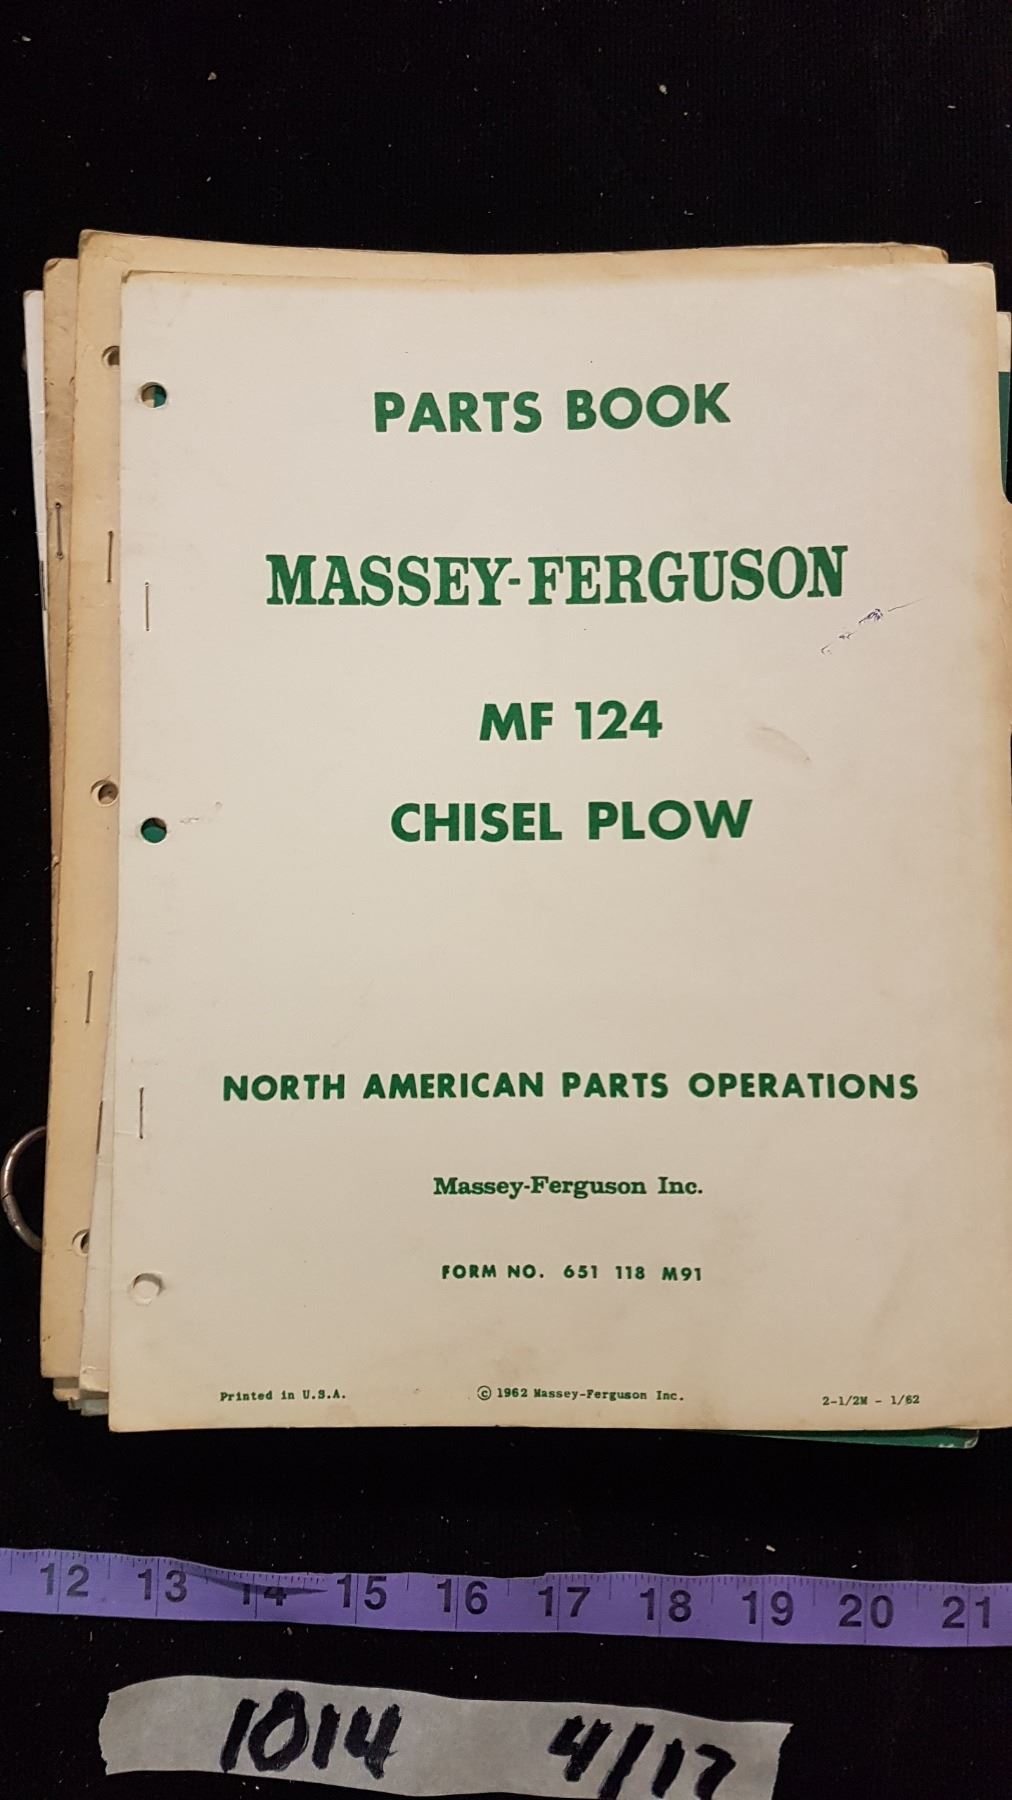 PARTS BOOK
MASSEY-FERGUSON
MF 124
CHISEL PLOW
NORTH AMERICAN PARTS OPERATIONS
Massey-Ferguson Inc.
FORM NO. 651 118 M91
Printed in U.S.A. © 1962 Massey-Ferguson Inc. 2-1/2M - 1/62
12 13 14 15 16 17 18 19 20 21
1014 4/17